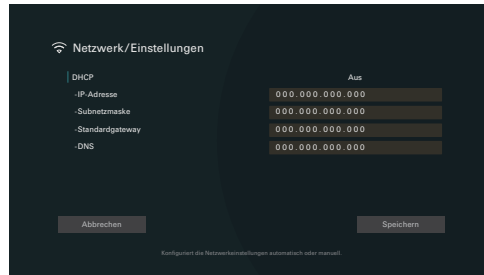 Netzwerk/Einstellungen
DHCP Aus
-IP-Adresse 000.000.000.000
-Subnetzmaske 000.000.000.000
-Standardgateway 000.000.000.000
-DNS 000.000.000.000
Abbrechen Speichern
Konfiguriert die Netzwerkeinstellungen automatisch oder manuell.